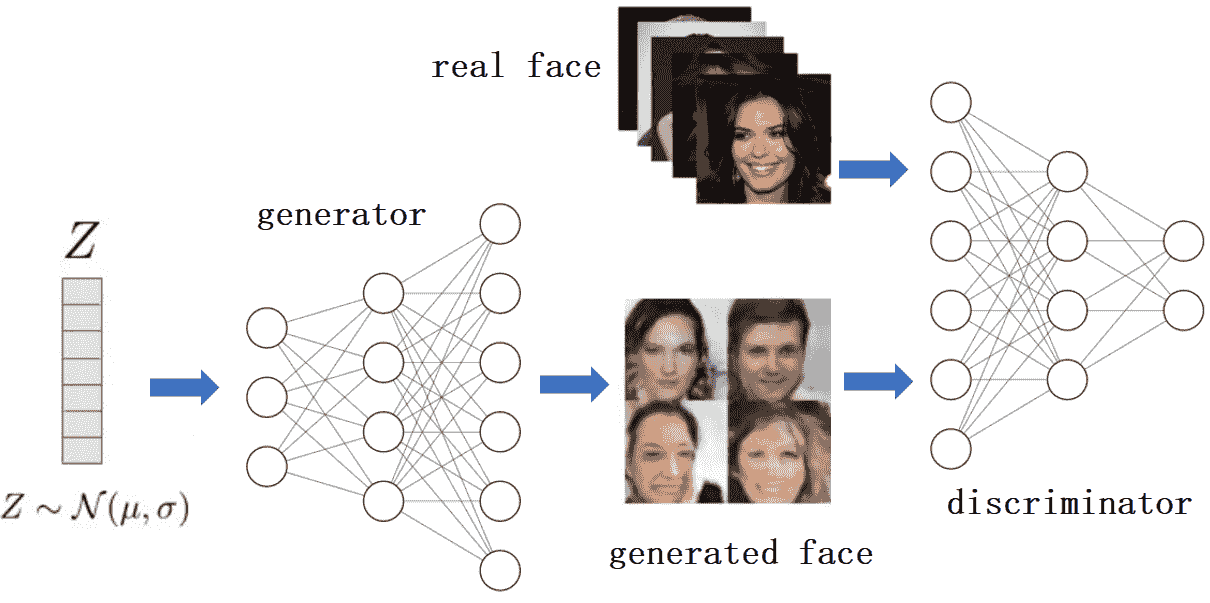 real face
generator
Z
Z ∼ N(μ, σ)
generated face
discriminator